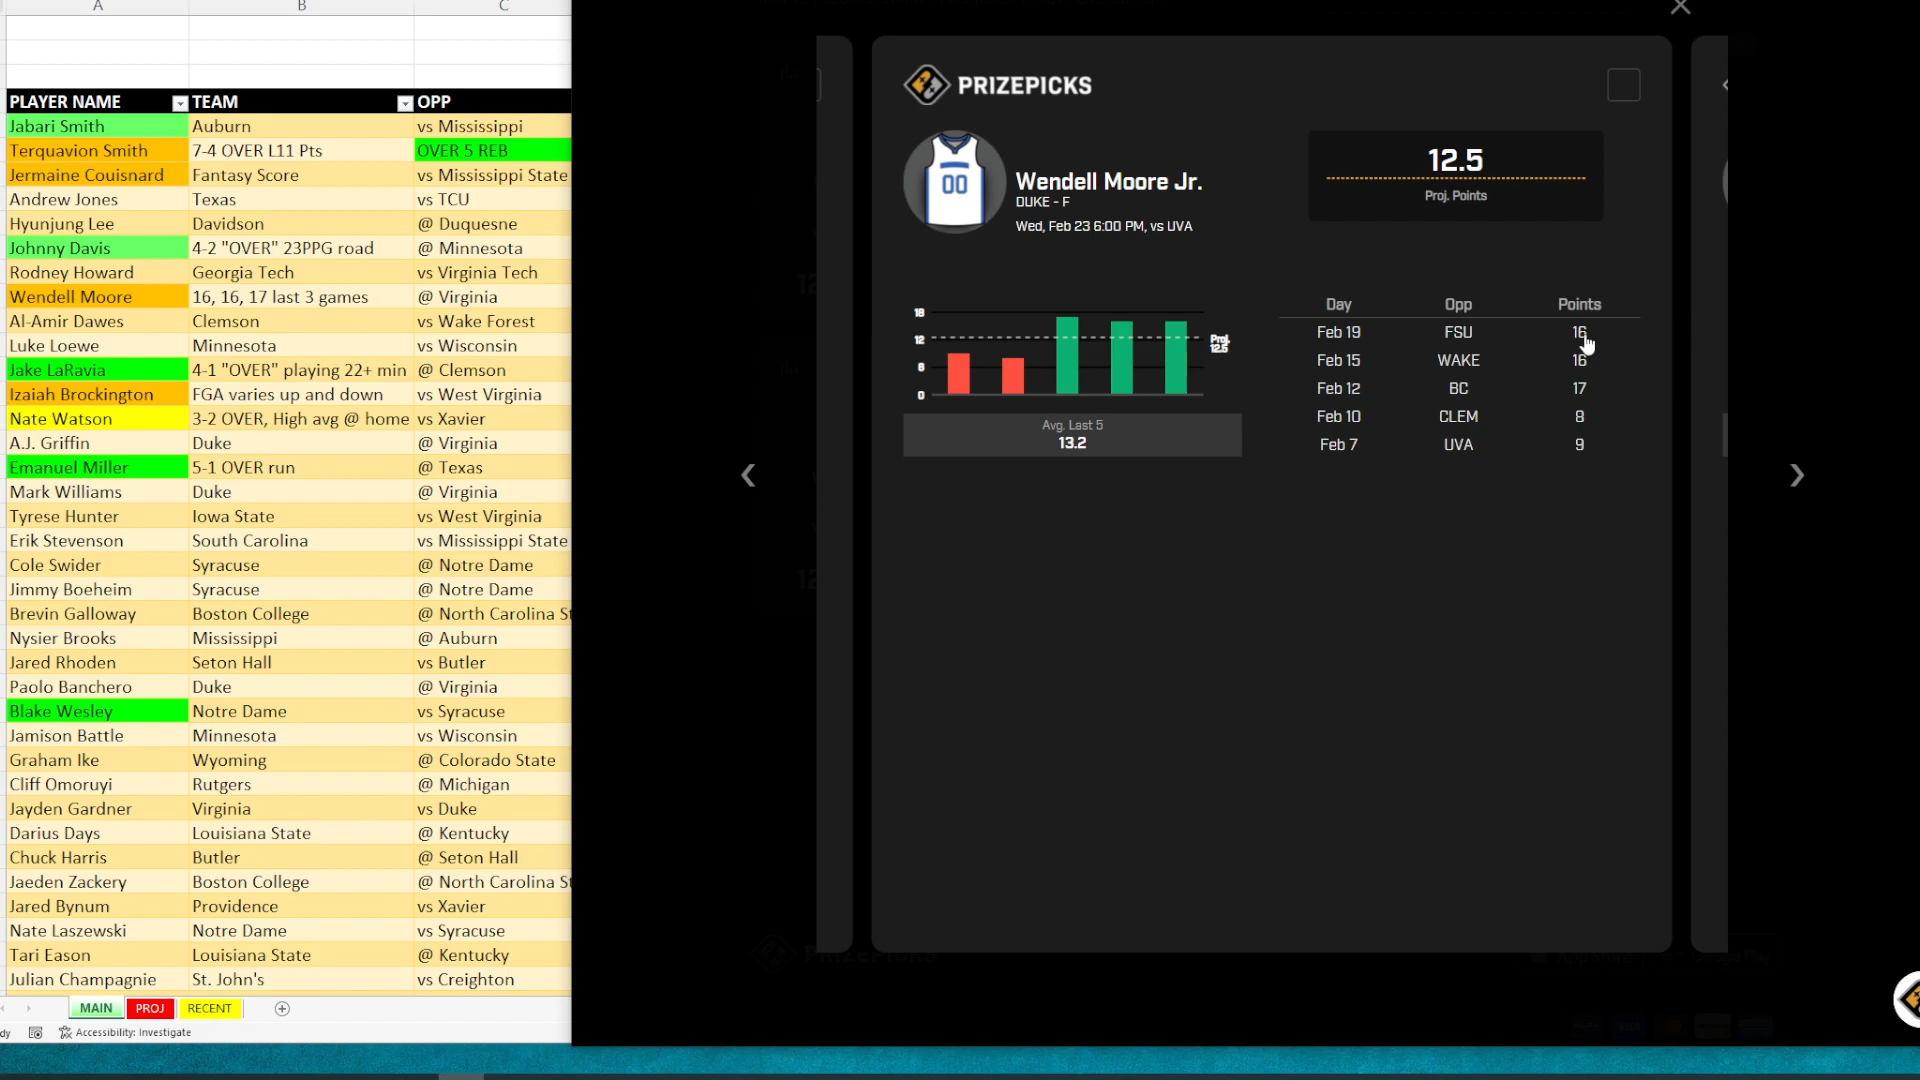 A B C
PLAYER NAME TEAM OPP
Jabari Smith Auburn vs Mississippi
Terquavion Smith 7-4 OVER L11 Pts OVER 5 REB
Jermaine Couisnard Fantasy Score vs Mississippi State
Andrew Jones Texas vs TCU
Hyunjung Lee Davidson @ Duquesne
Johnny Davis 4-2 "OVER" 23PPG road @ Minnesota
Rodney Howard Georgia Tech vs Virginia Tech
Wendell Moore 16, 16, 17 last 3 games @ Virginia
Al-Amir Dawes Clemson vs Wake Forest
Luke Loewe Minnesota vs Wisconsin
Jake LaRavia 4-1 "OVER" playing 22+ min @ Clemson
Izaiah Brockington FGA varies up and down vs West Virginia
Nate Watson 3-2 OVER, High avg @ home vs Xavier
A.J. Griffin Duke @ Virginia
Emanuel Miller 5-1 OVER run @ Texas
Mark Williams Duke @ Virginia
Tyrese Hunter Iowa State vs West Virginia
Erik Stevenson South Carolina vs Mississippi State
Cole Swider Syracuse @ Notre Dame
Jimmy Boeheim Syracuse @ Notre Dame
Brevin Galloway Boston College @ North Carolina St
Nysier Brooks Mississippi @ Auburn
Jared Rhoden Seton Hall vs Butler
Paolo Banchero Duke @ Virginia
Blake Wesley Notre Dame vs Syracuse
Jamison Battle Minnesota vs Wisconsin
Graham Ike Wyoming @ Colorado State
Cliff Omoruyi Rutgers @ Michigan
Jayden Gardner Virginia vs Duke
Darius Days Louisiana State @ Kentucky
Chuck Harris Butler @ Seton Hall
Jaeden Zackery Boston College @ North Carolina St
Jared Bynum Providence vs Xavier
Nate Laszewski Notre Dame vs Syracuse
Tari Eason Louisiana State @ Kentucky
Julian Champagnie St. John's vs Creighton
MAIN PROJ RECENT
dy Accessibility: Investigate
PRIZEPICKS
00
Wendell Moore Jr.
DUKE - F
Wed, Feb 23 6:00 PM, vs UVA
12.5
Proj. Points
18
12
6
0
Proj.
12.5
Avg. Last 5
13.2
Day Opp Points
Feb 19 FSU 16
Feb 15 WAKE 16
Feb 12 BC 17
Feb 10 CLEM 8
Feb 7 UVA 9
PRIZEPICKS